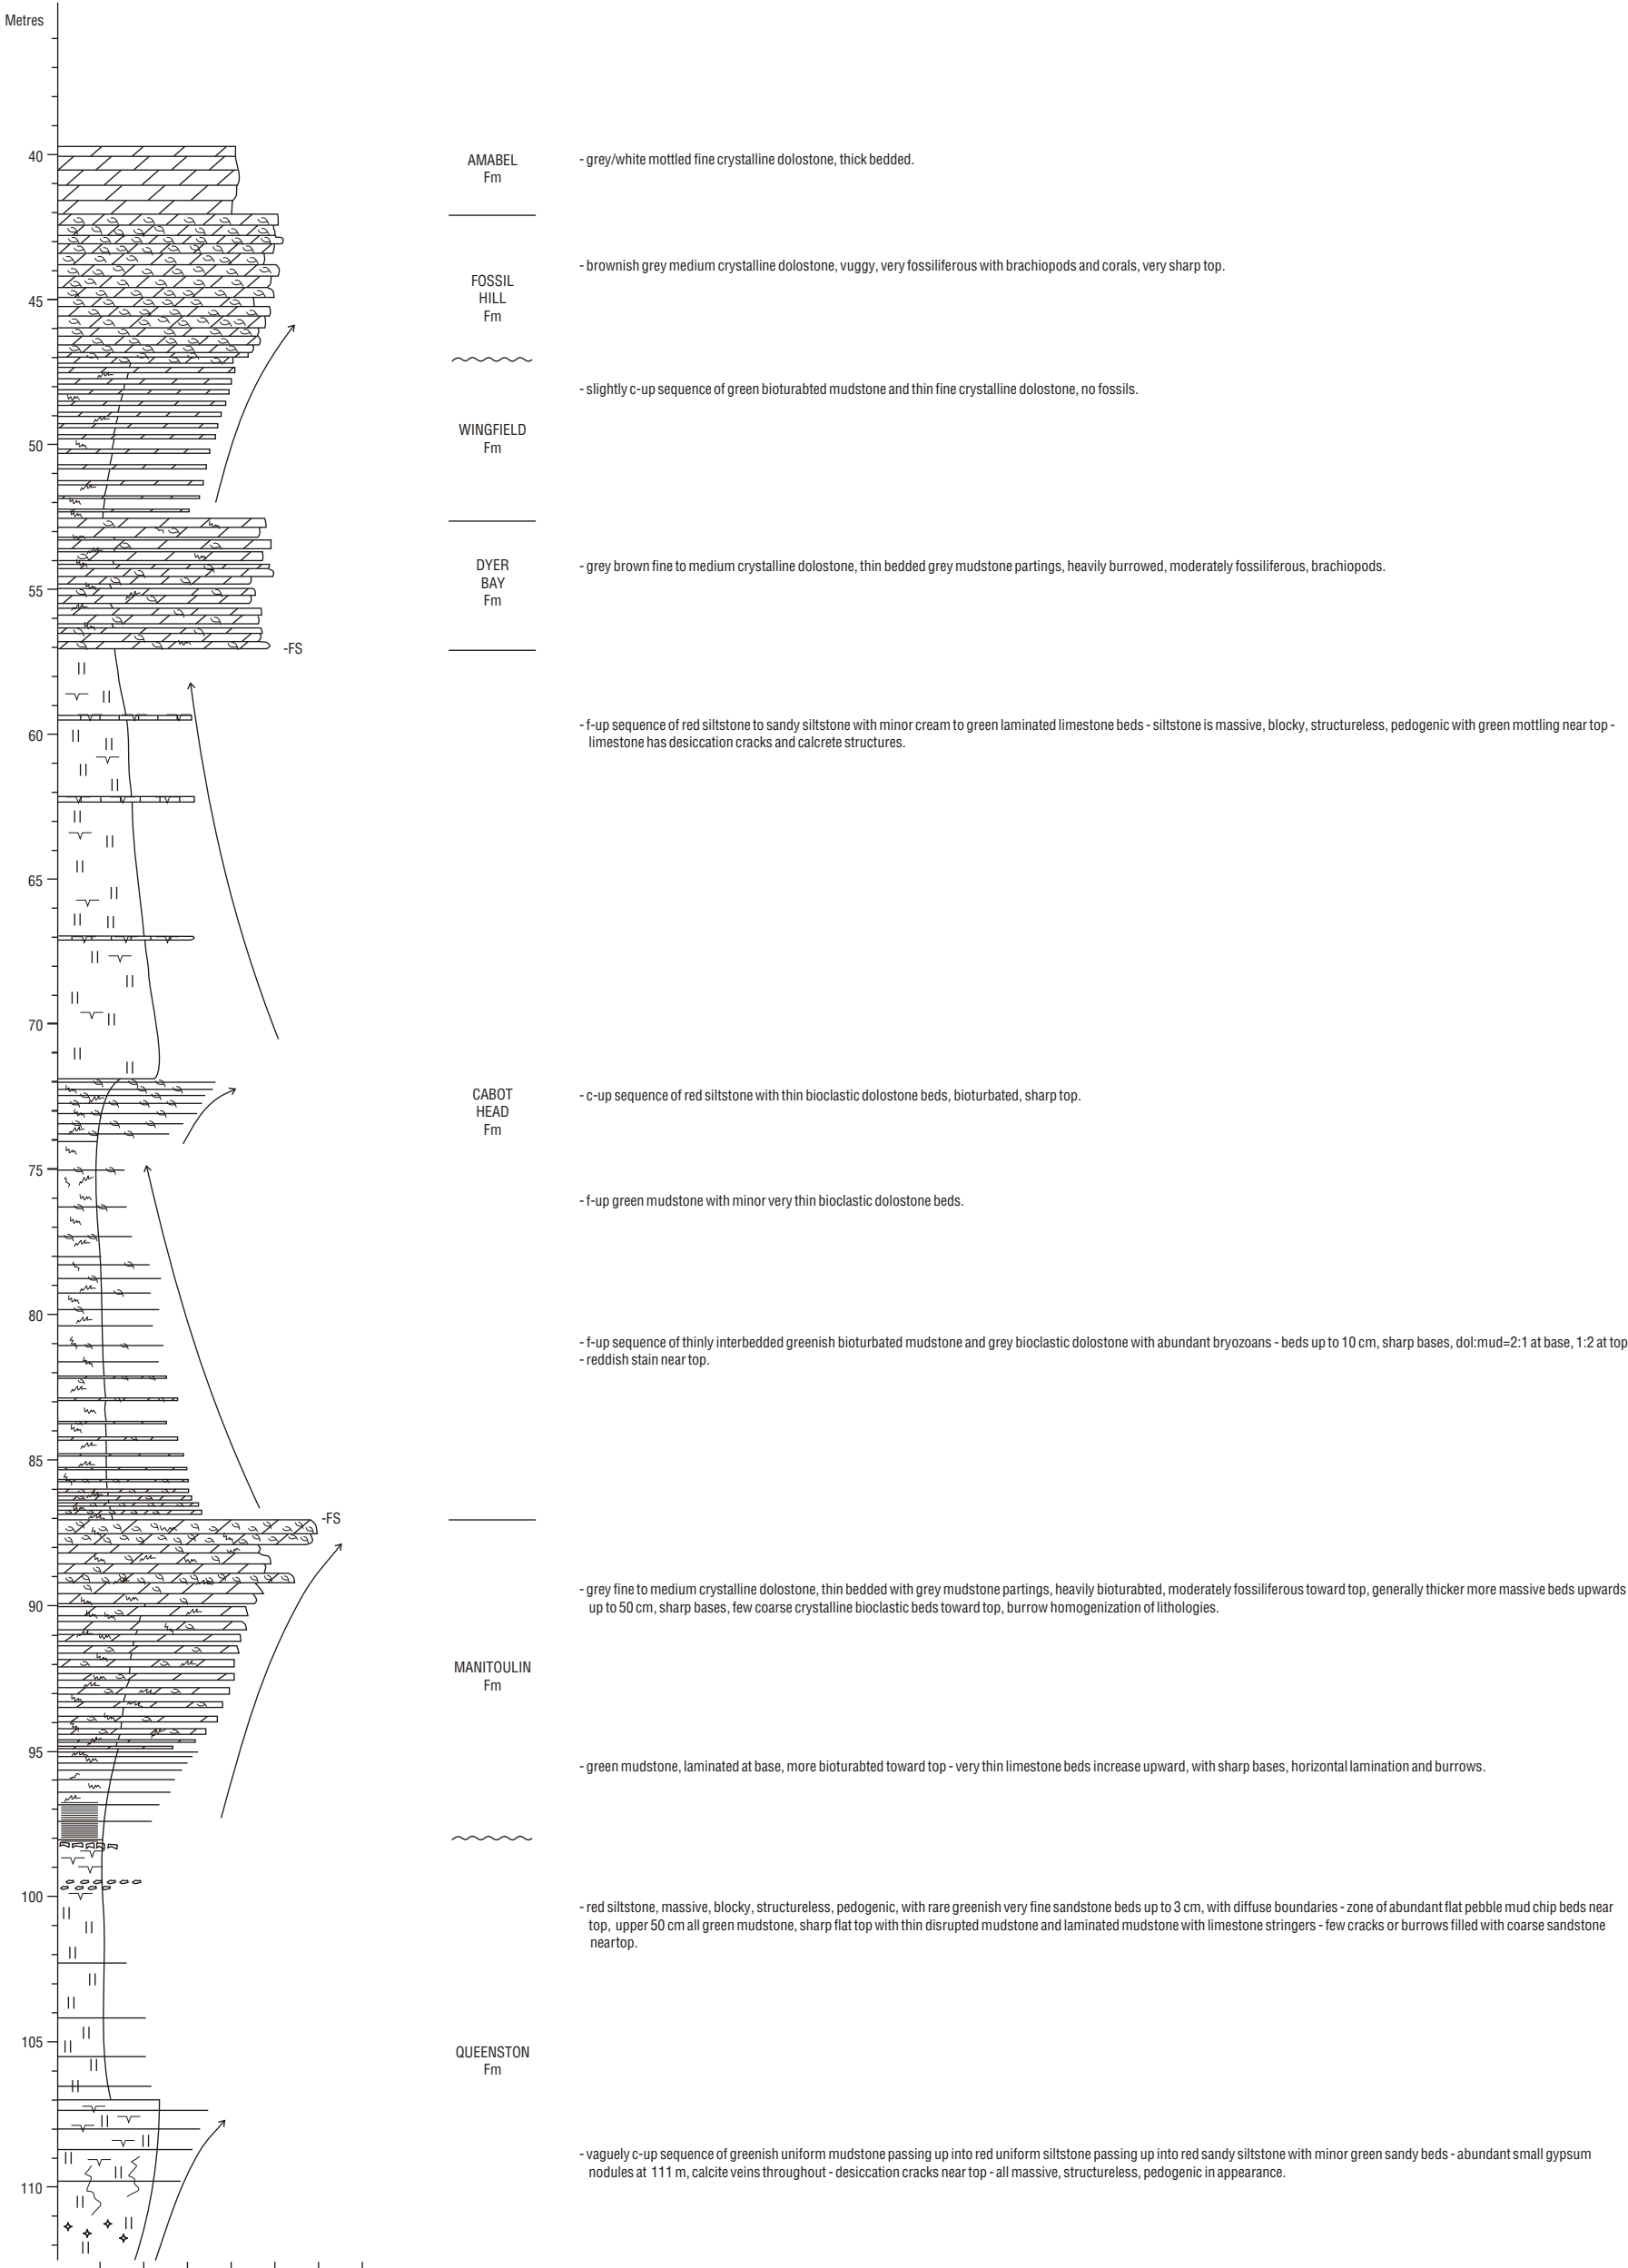 Metres
40
AMABEL
Fm
- grey/white mottled fine crystalline dolostone, thick bedded.
- brownish grey medium crystalline dolostone, vuggy, very fossiliferous with brachiopods and corals, very sharp top.
FOSSIL
HILL
Fm
45
- slightly c-up sequence of green bioturabted mudstone and thin fine crystalline dolostone, no fossils.
WINGFIELD
Fm
50
DYER
BAY
Fm
- grey brown fine to medium crystalline dolostone, thin bedded grey mudstone partings, heavily burrowed, moderately fossiliferous, brachiopods.
55
-FS
- f-up sequence of red siltstone to sandy siltstone with minor cream to green laminated limestone beds - siltstone is massive, blocky, structureless, pedogenic with green mottling near top -
limestone has desiccation cracks and calcrete structures.
60
65
70
CABOT
HEAD
Fm
- c-up sequence of red siltstone with thin bioclastic dolostone beds, bioturbated, sharp top.
75
- f-up green mudstone with minor very thin bioclastic dolostone beds.
80
- f-up sequence of thinly interbedded greenish bioturbated mudstone and grey bioclastic dolostone with abundant bryozoans - beds up to 10 cm, sharp bases, dol:mud=2:1 at base, 1:2 at top
- reddish stain near top.
85
-FS
- grey fine to medium crystalline dolostone, thin bedded with grey mudstone partings, heavily bioturabted, moderately fossiliferous toward top, generally thicker more massive beds upwards
up to 50 cm, sharp bases, few coarse crystalline bioclastic beds toward top, burrow homogenization of lithologies.
90
MANITOULIN
Fm
95
- green mudstone, laminated at base, more bioturabted toward top - very thin limestone beds increase upward, with sharp bases, horizontal lamination and burrows.
100
- red siltstone, massive, blocky, structureless, pedogenic, with rare greenish very fine sandstone beds up to 3 cm, with diffuse boundaries - zone of abundant flat pebble mud chip beds near
top, upper 50 cm all green mudstone, sharp flat top with thin disrupted mudstone and laminated mudstone with limestone stringers - few cracks or burrows filled with coarse sandstone
neartop.
105
QUEENSTON
Fm
- vaguely c-up sequence of greenish uniform mudstone passing up into red uniform siltstone passing up into red sandy siltstone with minor green sandy beds - abundant small gypsum
nodules at 111 m, calcite veins throughout - desiccation cracks near top - all massive, structureless, pedogenic in appearance.
110